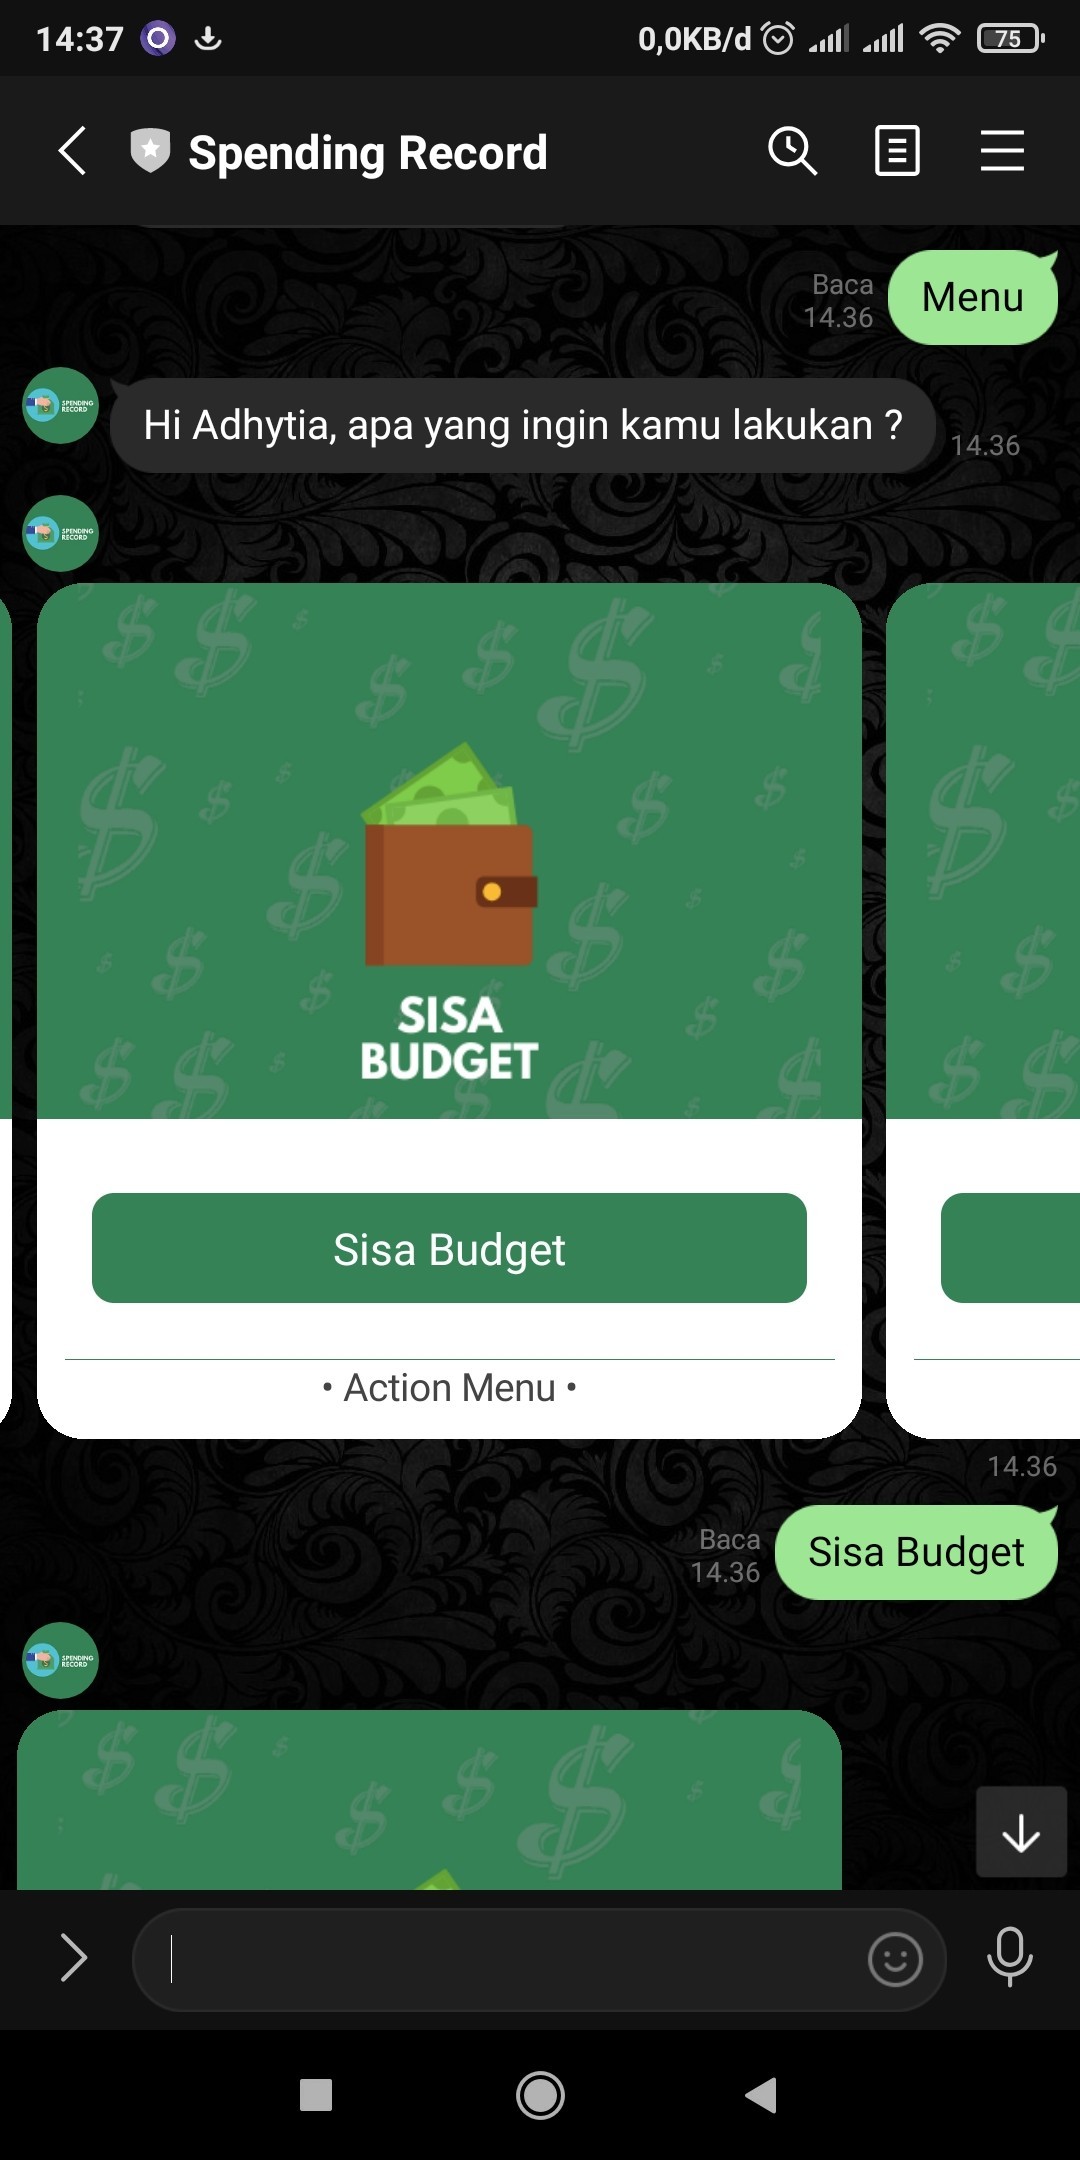 14:37
0,0KB/d
75
Spending Record
Baca
14.36
Menu
SPENDING
RECORD
Hi Adhytia, apa yang ingin kamu lakukan ?
14.36
SPENDING
RECORD
SISA
BUDGET
Sisa Budget
• Action Menu •
14.36
Baca
14.36
Sisa Budget
SPENDING
RECORD